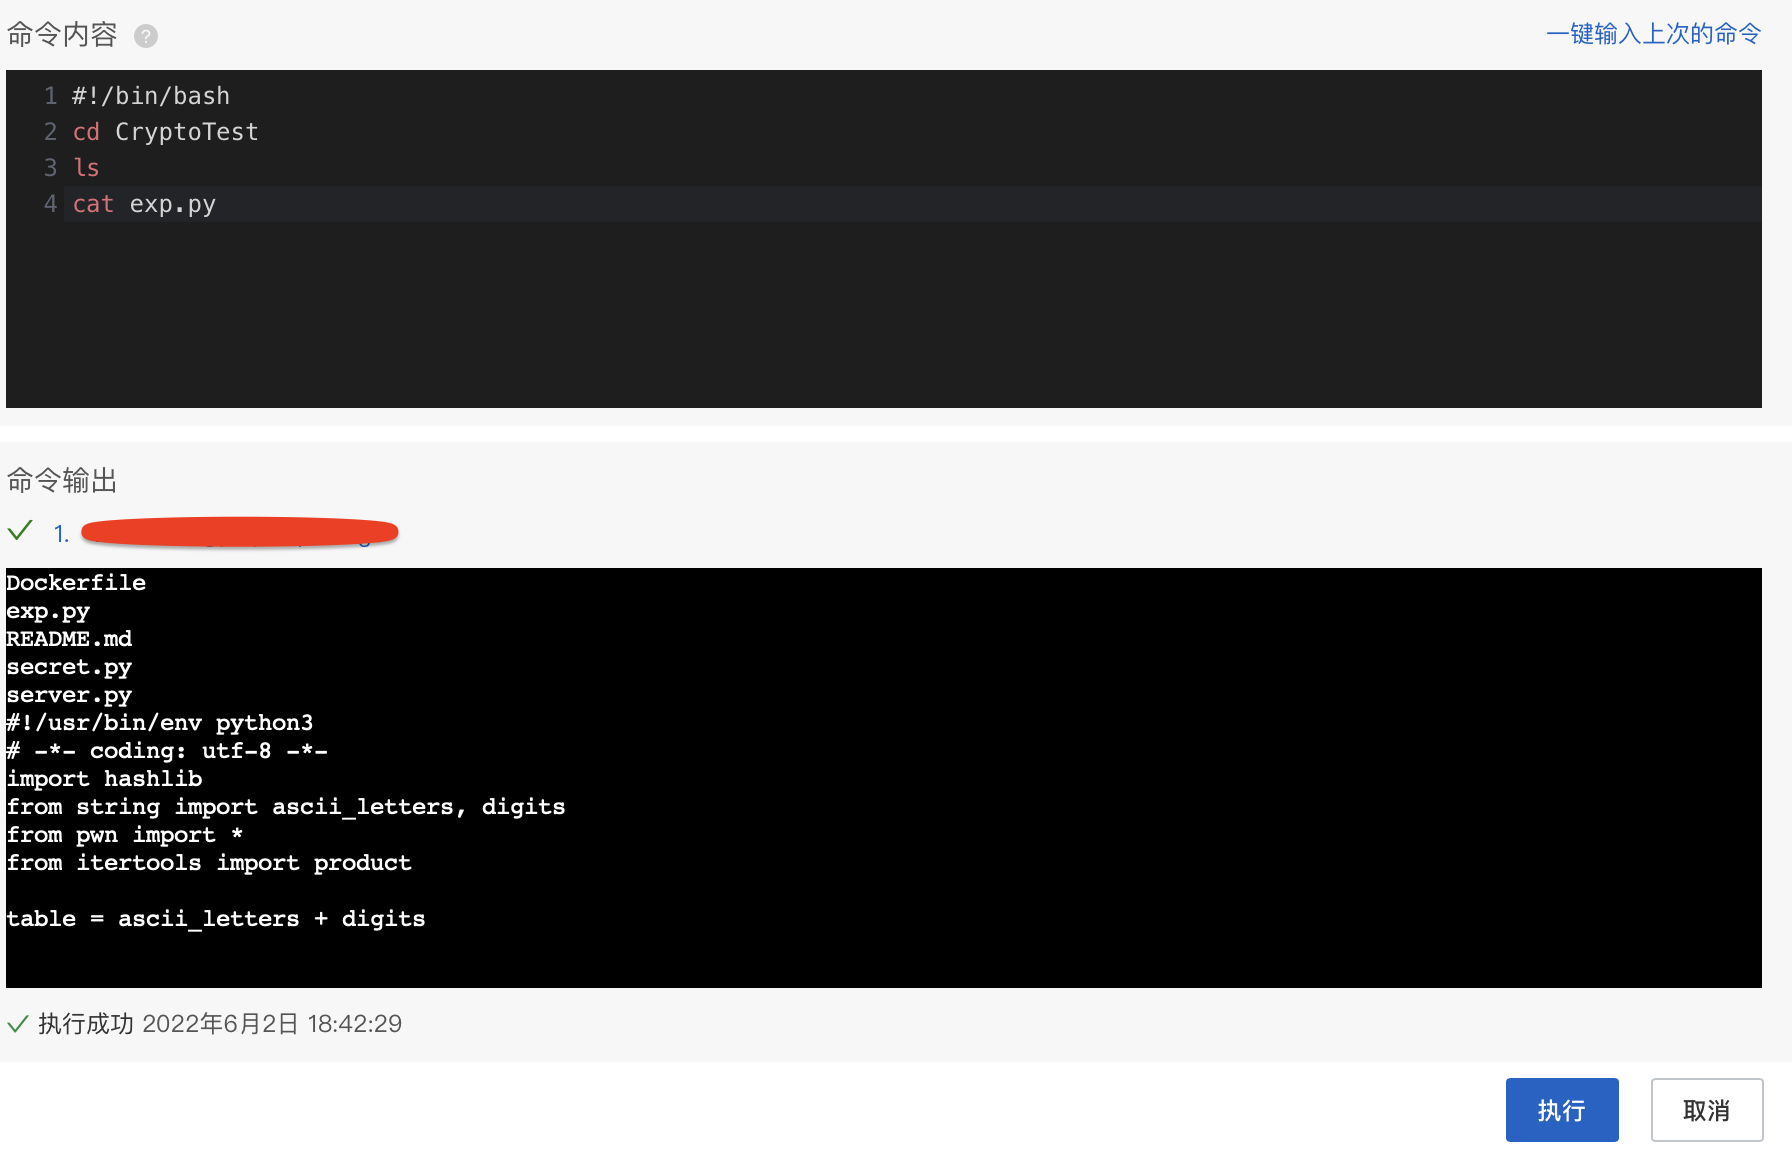 命令内容 ?
一键输入上次的命令
1 #!/bin/bash
2 cd CryptoTest
3 ls
4 cat exp.py
命令输出
1.
Dockerfile
exp.py
README.md
secret.py
server.py
#!/usr/bin/env python3
# -*- coding: utf-8 -*-
import hashlib
from string import ascii_letters, digits
from pwn import *
from itertools import product
table = ascii_letters + digits
执行成功 2022年6月2日 18:42:29
执行
取消